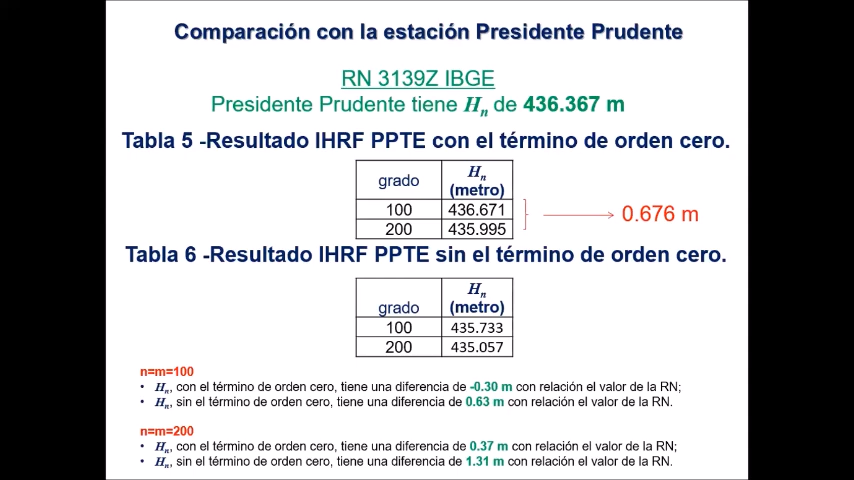 Comparación con la estación Presidente Prudente
RN 3139Z IBGE
Presidente Prudente tiene Hn de 436.367 m
Tabla 5 -Resultado IHRF PPTE con el término de orden cero.
grado Hn (metro)
100 436.671
200 435.995
0.676 m
Tabla 6 -Resultado IHRF PPTE sin el término de orden cero.
grado Hn (metro)
100 435.733
200 435.057
n=m=100
• Hn, con el término de orden cero, tiene una diferencia de -0.30 m con relación el valor de la RN;
• Hn, sin el término de orden cero, tiene una diferencia de 0.63 m con relación el valor de la RN.
n=m=200
• Hn, con el término de orden cero, tiene una diferencia de 0.37 m con relación el valor de la RN;
• Hn, sin el término de orden cero, tiene una diferencia de 1.31 m con relación el valor de la RN.